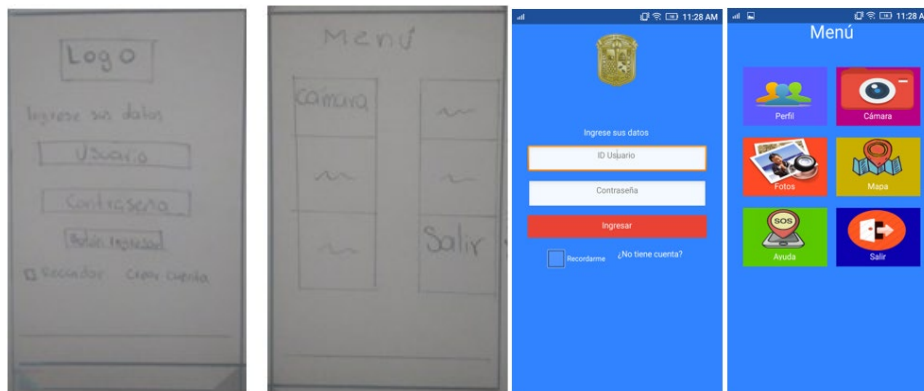 Logo
Ingrese sus datos
Usuario
Contraseña
Botón Ingresar
Recordar Crear cuenta
Menú
Cámara
Salir
11:28 AM
Ingrese sus datos
ID Usuario
Contraseña
Ingresar
Recordarme ¿No tiene cuenta?
11:28 A
Menú
Perfil Cámara
Fotos Mapa
SOS
Ayuda Salir